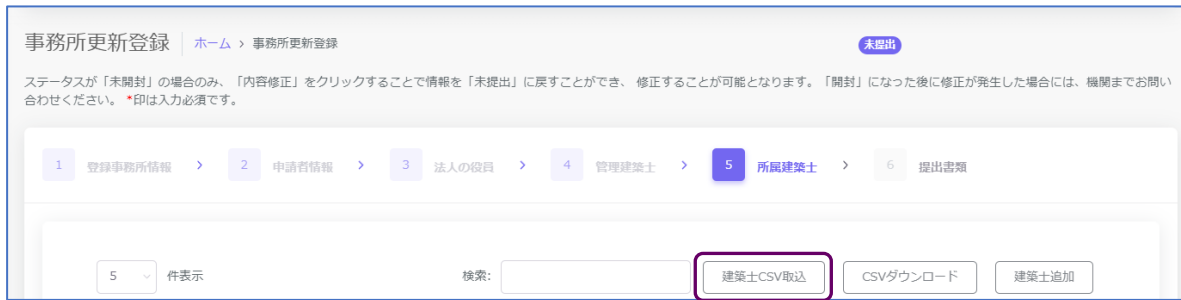 事務所更新登録 ホーム > 事務所更新登録 未提出
ステータスが「未開封」の場合のみ、「内容修正」をクリックすることで情報を「未提出」に戻すことができ、 修正することが可能となります。「開封」になった後に修正が発生した場合には、機関までお問い
合わせください。 *印は入力必須です。
1 登録事務所情報 > 2 申請者情報 > 3 法人の役員 > 4 管理建築士 > 5 所属建築士 > 6 提出書類
5 件表示 検索: 建築士CSV取込 CSVダウンロード 建築士追加